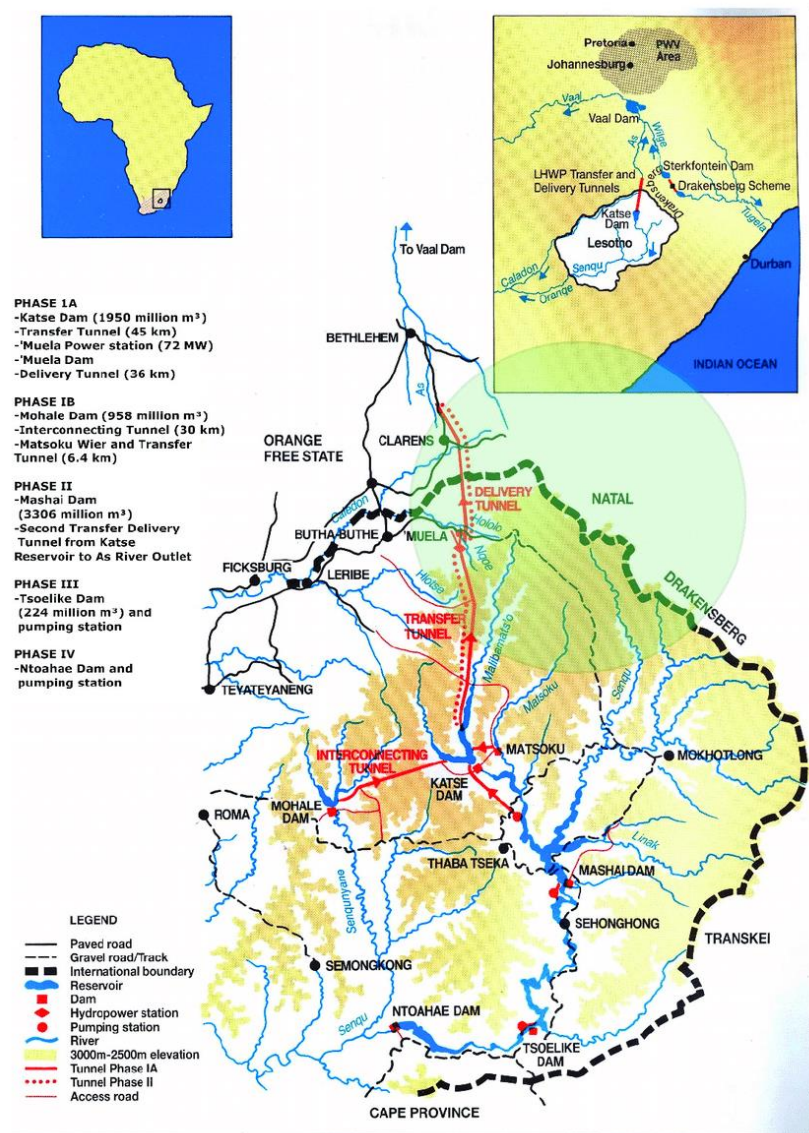 Pretoria
PWV
Area
Johannesburg
Vaal
Vaal Dam
As
Wilge
Sterkfontein Dam
LHWP Transfer and
Delivery Tunnels
Drakensberg
Drakensberg Scheme
Tugela
Katse
Dam
Lesotho
Senqu
Caledon
Orange
Durban
INDIAN OCEAN
To Vaal Dam
PHASE 1A
-Katse Dam (1950 million m³)
-Transfer Tunnel (45 km)
-'Muela Power station (72 MW)
-'Muela Dam
-Delivery Tunnel (36 km)
PHASE IB
-Mohale Dam (958 million m³)
-Interconnecting Tunnel (30 km)
-Matsoku Wier and Transfer
Tunnel (6.4 km)
PHASE II
-Mashai Dam
(3306 million m³)
-Second Transfer Delivery
Tunnel from Katse
Reservoir to As River Outlet
PHASE III
-Tsoelike Dam
(224 million m³) and
pumping station
PHASE IV
-Ntoahae Dam and
pumping station
BETHLEHEM
As
ORANGE
FREE STATE
CLARENS
DELIVERY
TUNNEL
NATAL
Caledon
Hololo
BUTHA-BUTHE
'MUELA
Nqoe
FICKSBURG
LERIBE
Hlotse
DRAKENSBERG
TRANSFER
TUNNEL
Malibamats'o
Matsoku
Senqu
TEYATEYANENG
INTERCONNECTING
TUNNEL
MATSOKU
KATSE
DAM
MOKHOTLONG
ROMA
MOHALE
DAM
Linak
THABA TSEKA
MASHAI DAM
Senqunyane
SEHONGHONG
TRANSKEI
SEMONGKONG
NTOAHAE DAM
Senqu
TSOELIKE
DAM
CAPE PROVINCE
LEGEND
Paved road
Gravel road/Track
International boundary
Reservoir
Dam
Hydropower station
Pumping station
River
3000m-2500m elevation
Tunnel Phase IA
Tunnel Phase II
Access road